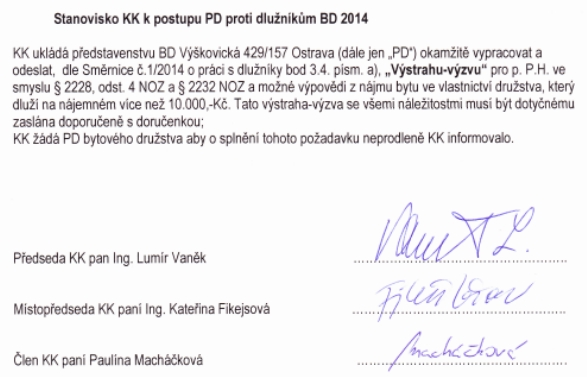 Stanovisko KK k postupu PD proti dlužníkům BD 2014
KK ukládá představenstvu BD Výškovická 429/157 Ostrava (dále jen „PD“) okamžitě vypracovat a
odeslat,  dle Směrnice č.1/2014 o práci s dlužníky bod 3.4. písm. a), „Výstrahu-výzvu“ pro p. P.H. ve
smyslu § 2228, odst. 4 NOZ a § 2232 NOZ a možné výpovědí z nájmu bytu ve vlastnictví družstva, který
dluží na nájemném více než 10.000,-Kč. Tato výstraha-výzva se všemi náležitostmi musí být dotyčnému
zaslána doporučeně s doručenkou;
KK žádá PD bytového družstva aby o splnění tohoto požadavku neprodleně KK informovalo.
Předseda KK pan Ing. Lumír Vaněk
Místopředseda KK paní Ing. Kateřina Fikejsová
Člen KK paní Paulína Macháčková Macháčková